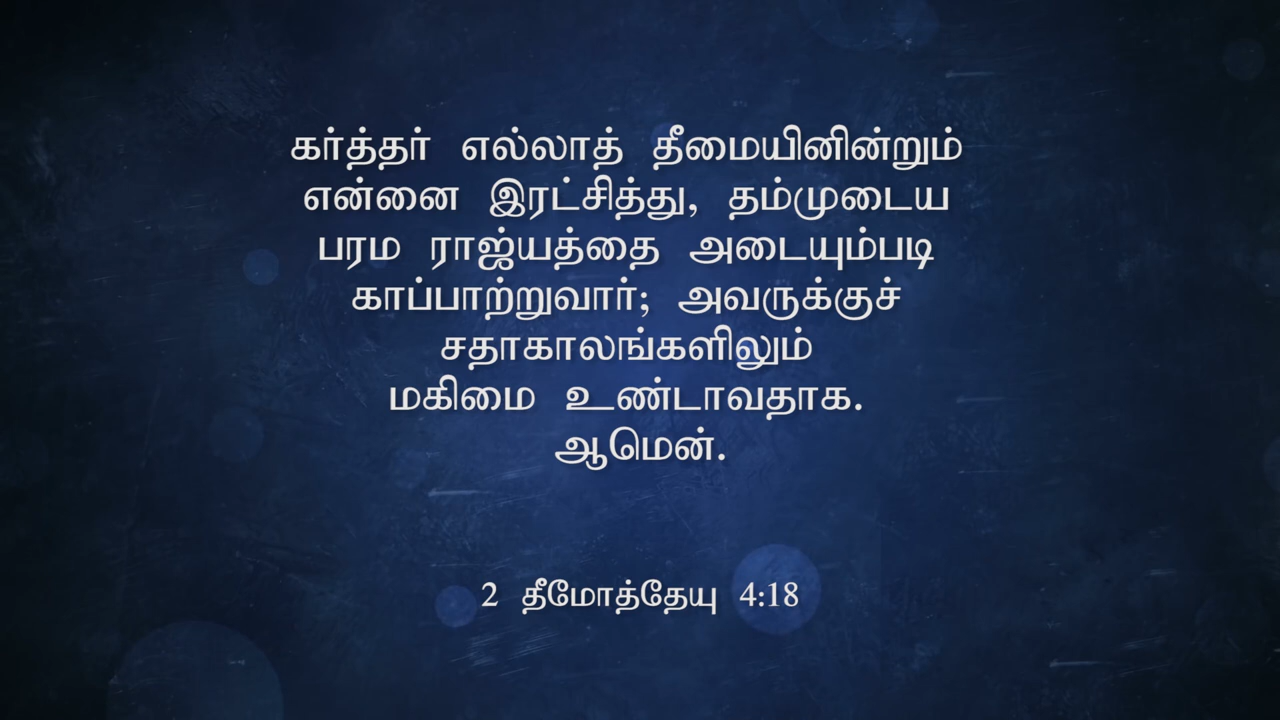 கர்த்தர் எல்லாத் தீமையினின்றும்
என்னை இரட்சித்து, தம்முடைய
பரம ராஜ்யத்தை அடையும்படி
காப்பாற்றுவார்; அவருக்குச்
சதாகாலங்களிலும்
மகிமை உண்டாவதாக.
ஆமென்.
2 தீமோத்தேயு 4:18